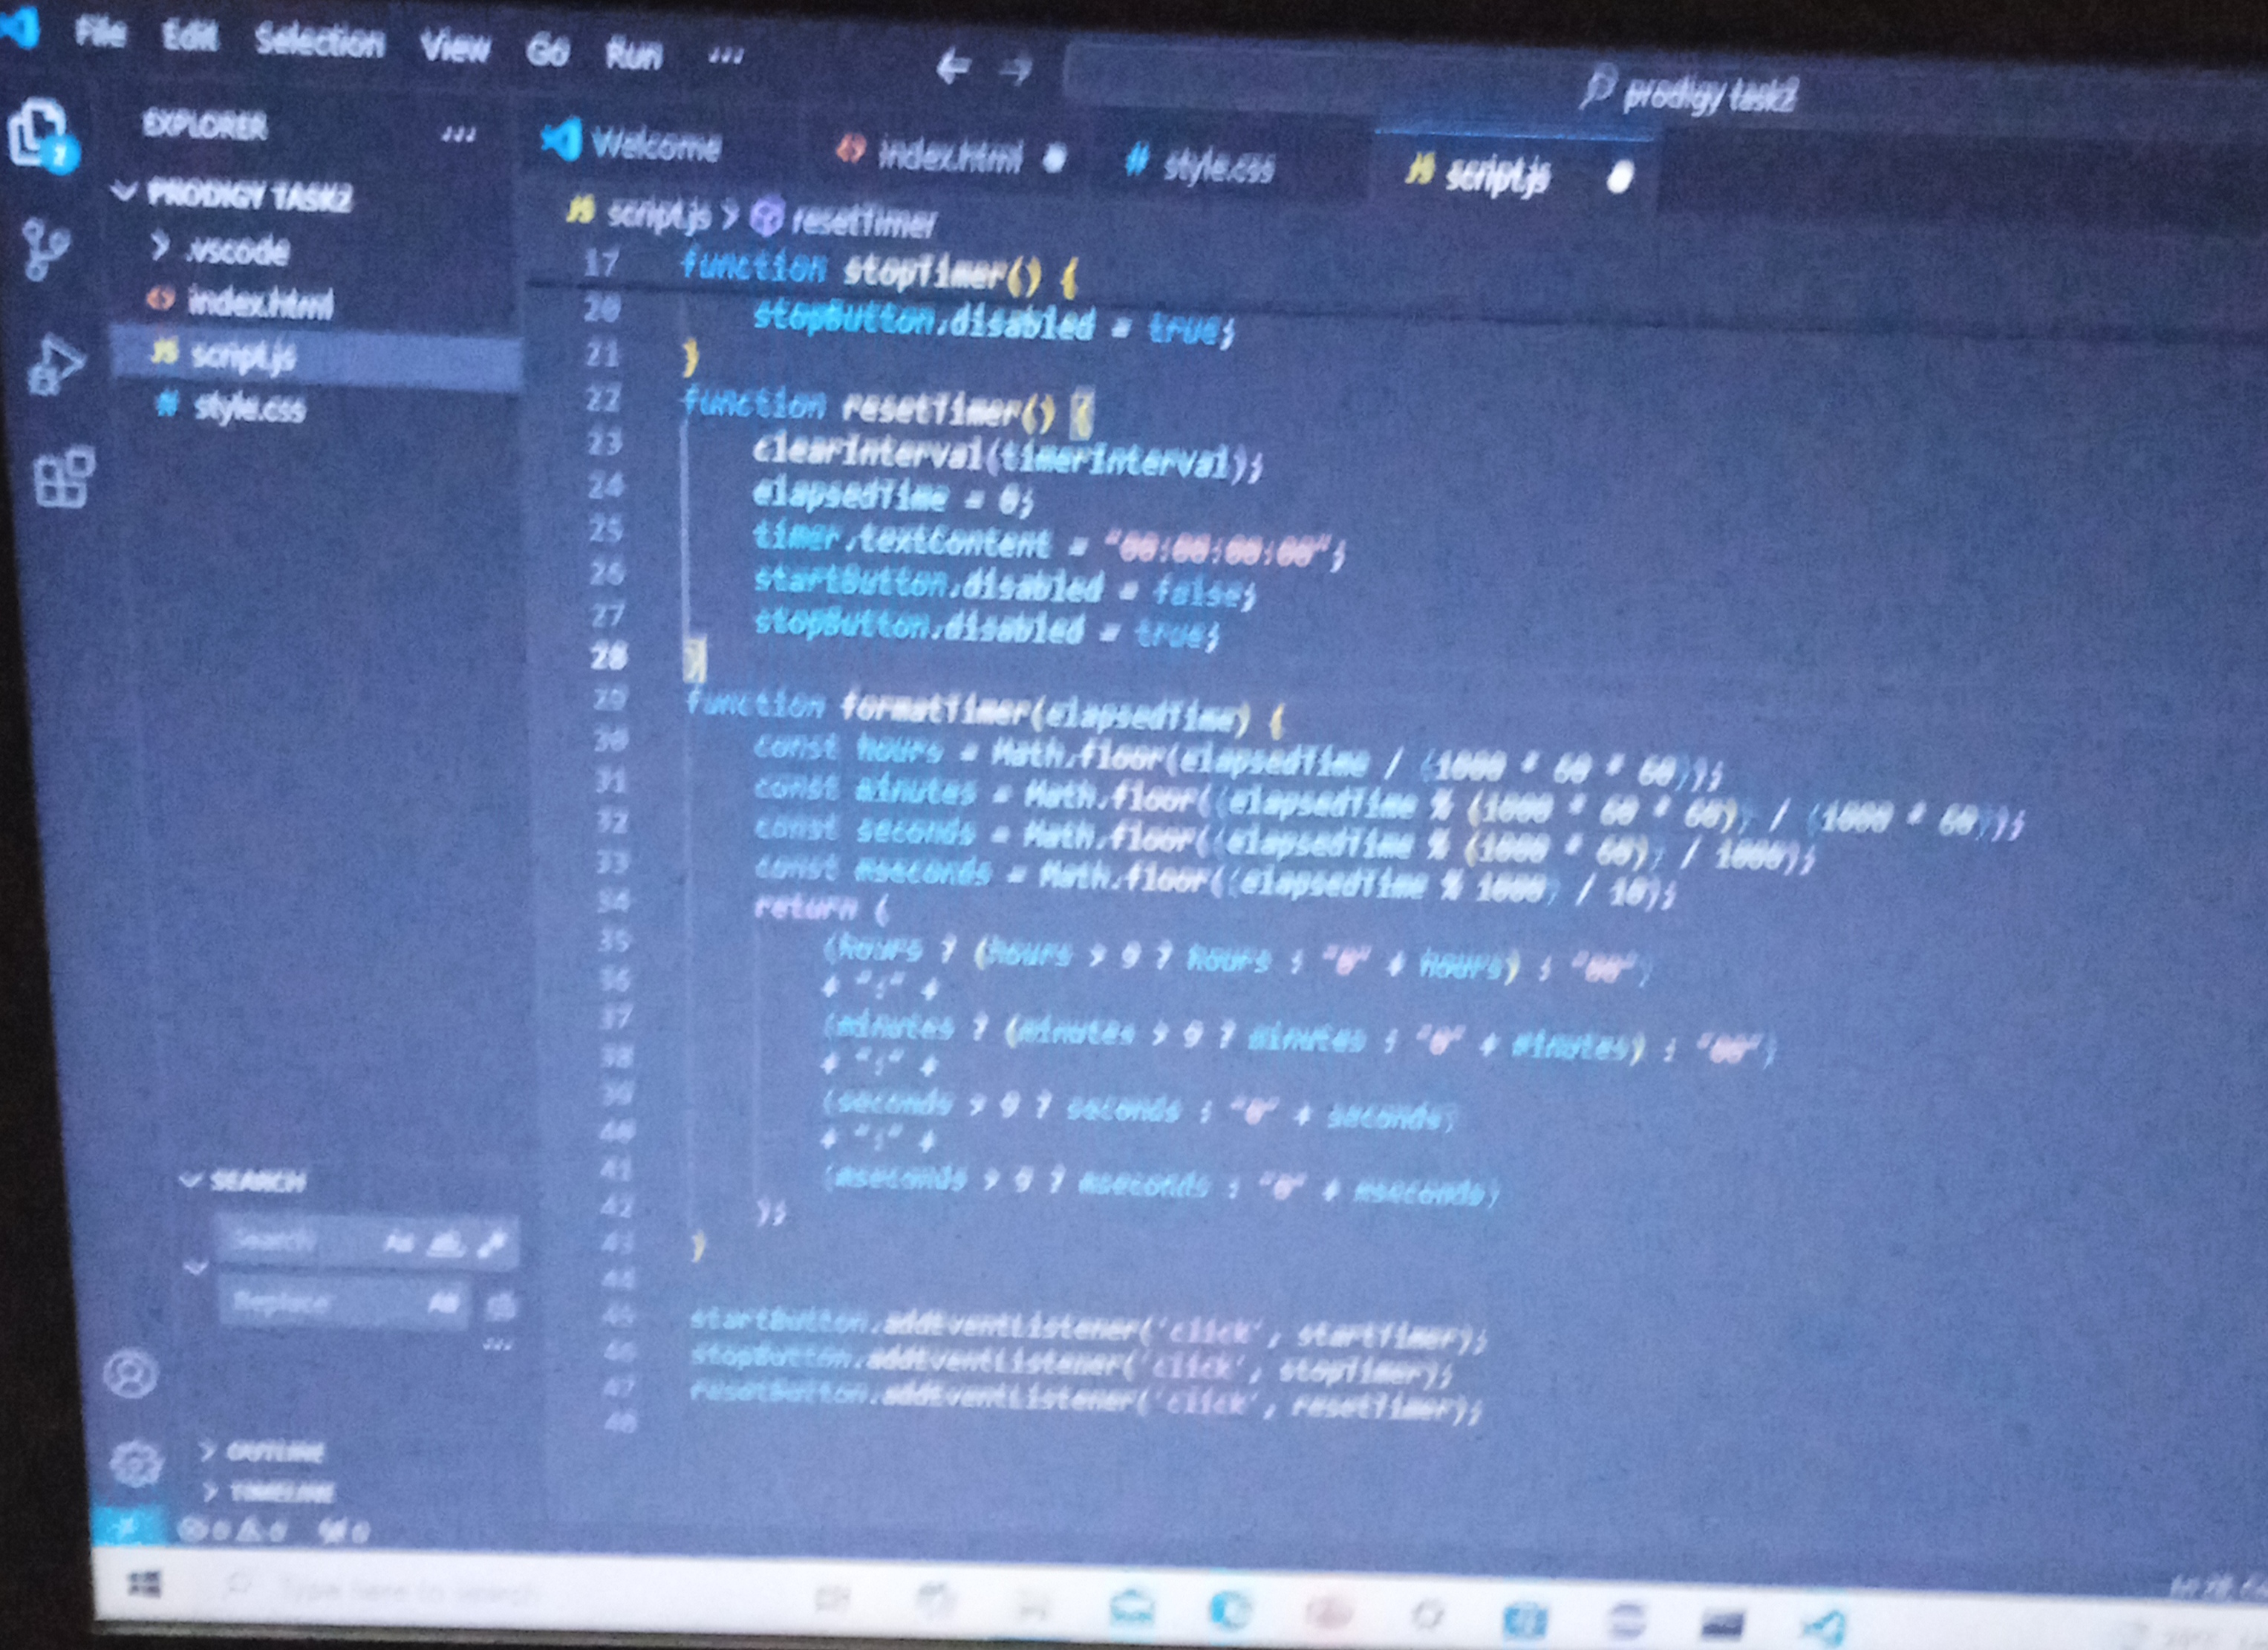 File Edit Selection View Go Run ...
prodigy task2
EXPLORER ...
Welcome
index.html
style.css
script.js
PRODIGY TASK2
.vscode
index.html
script.js
style.css
script.js > resetTimer
17 function stopTimer() {
20 stopButton.disabled = true;
21 }
22 function resetTimer() {
23 clearInterval(timerInterval);
24 elapsedTime = 0;
25 timer.textContent = "00:00:00:00";
26 startButton.disabled = false;
27 stopButton.disabled = true;
28 }
29 function formatTimer(elapsedTime) {
30 const hours = Math.floor(elapsedTime / (1000 * 60 * 60));
31 const minutes = Math.floor((elapsedTime % (1000 * 60 * 60)) / (1000 * 60));
32 const seconds = Math.floor((elapsedTime % (1000 * 60)) / 1000);
33 const mseconds = Math.floor((elapsedTime % 1000) / 10);
34 return (
35 (hours ? (hours > 9 ? hours : "0" + hours) : "00")
36 + ":" +
37 (minutes ? (minutes > 9 ? minutes : "0" + minutes) : "00")
38 + ":" +
39 (seconds > 9 ? seconds : "0" + seconds)
40 + ":" +
41 (mseconds > 9 ? mseconds : "0" + mseconds)
42 );
43 }
44
45 startButton.addEventListener('click', startTimer);
46 stopButton.addEventListener('click', stopTimer);
47 resetButton.addEventListener('click', resetTimer);
48
SEARCH
Search Aa
Replace AB
OUTLINE
TIMELINE
0 0 0
Type here to search